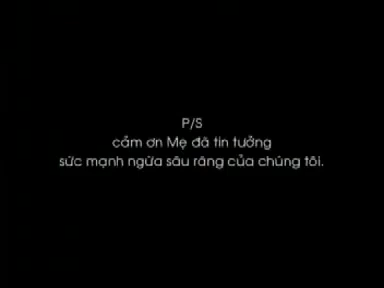 P/S
cảm ơn Mẹ đã tin tưởng
sức mạnh ngừa sâu răng của chúng tôi.